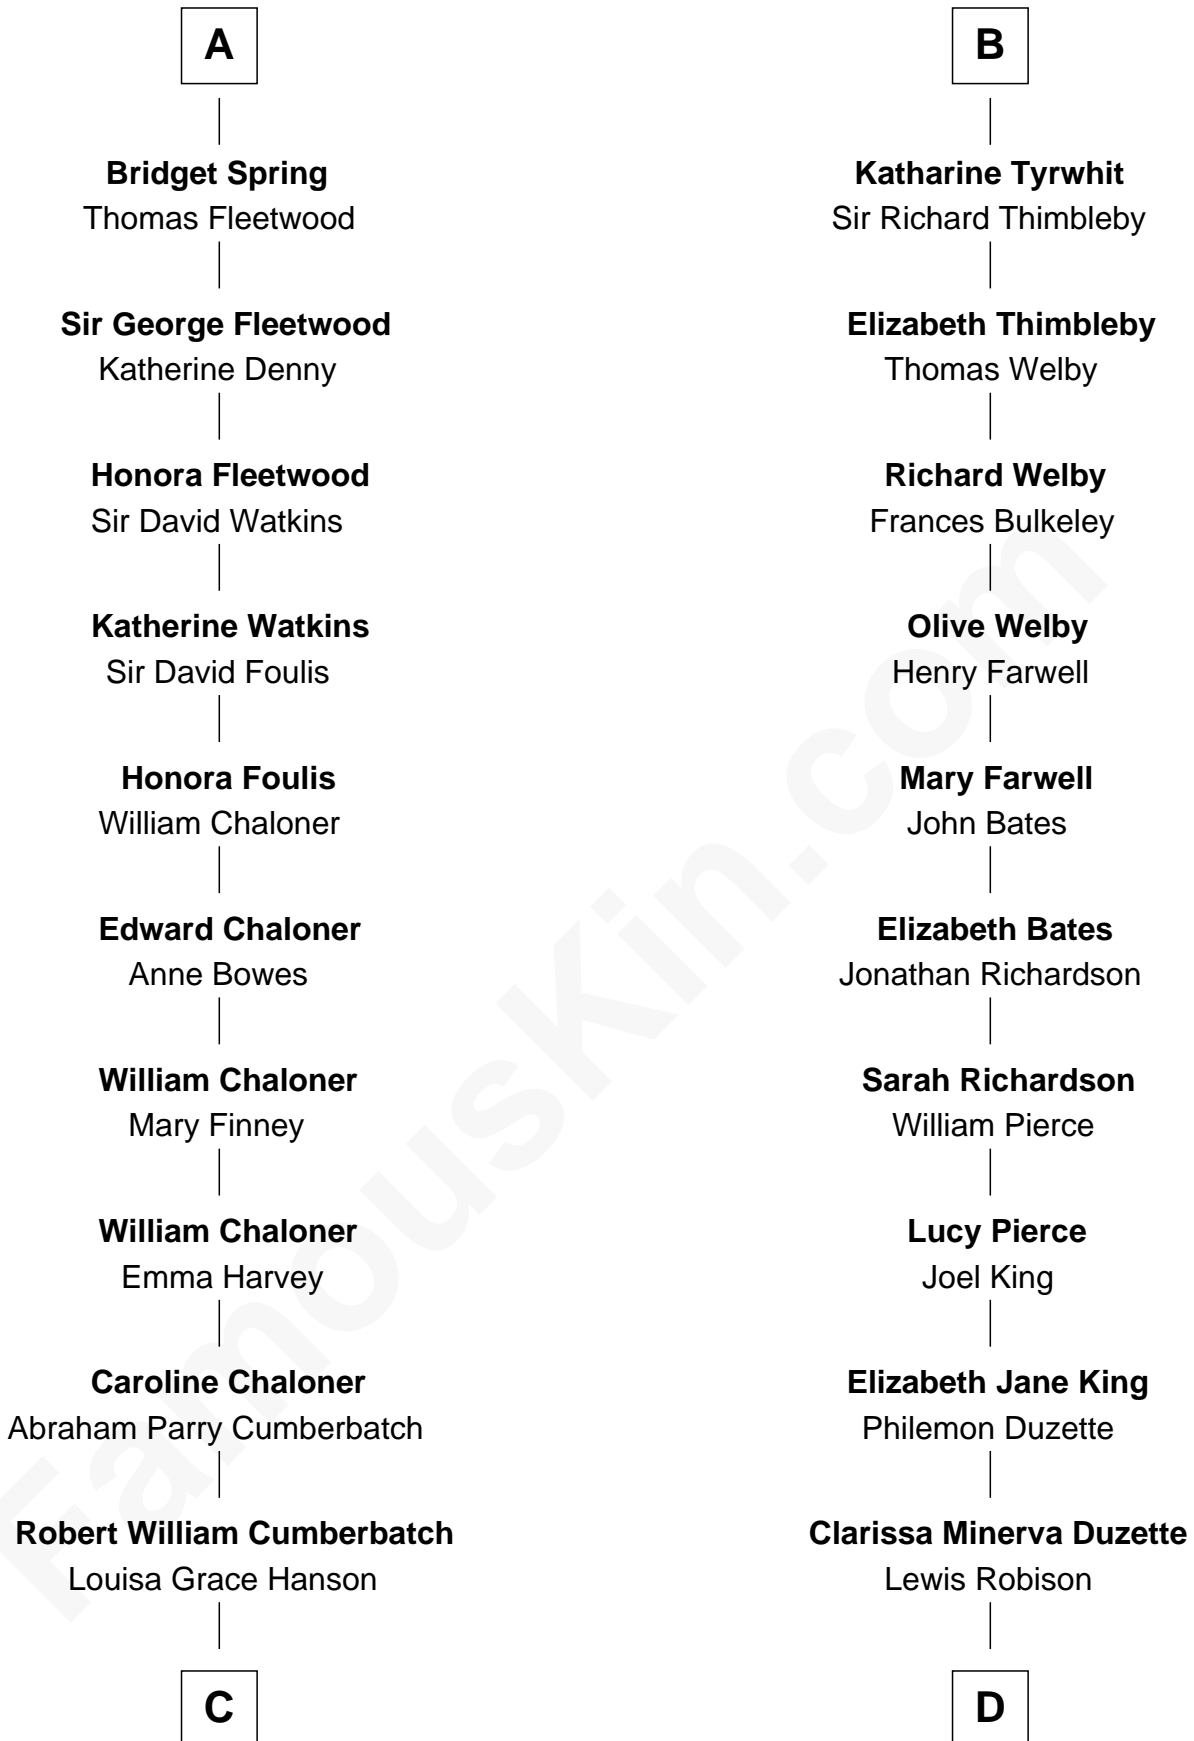 A
Bridget Spring
Thomas Fleetwood
Sir George Fleetwood
Katherine Denny
Honora Fleetwood
Sir David Watkins
Katherine Watkins
Sir David Foulis
Honora Foulis
William Chaloner
Edward Chaloner
Anne Bowes
William Chaloner
Mary Finney
William Chaloner
Emma Harvey
Caroline Chaloner
Abraham Parry Cumberbatch
Robert William Cumberbatch
Louisa Grace Hanson
C
B
Katharine Tyrwhit
Sir Richard Thimbleby
Elizabeth Thimbleby
Thomas Welby
Richard Welby
Frances Bulkeley
Olive Welby
Henry Farwell
Mary Farwell
John Bates
Elizabeth Bates
Jonathan Richardson
Sarah Richardson
William Pierce
Lucy Pierce
Joel King
Elizabeth Jane King
Philemon Duzette
Clarissa Minerva Duzette
Lewis Robison
D
FamousKin.com